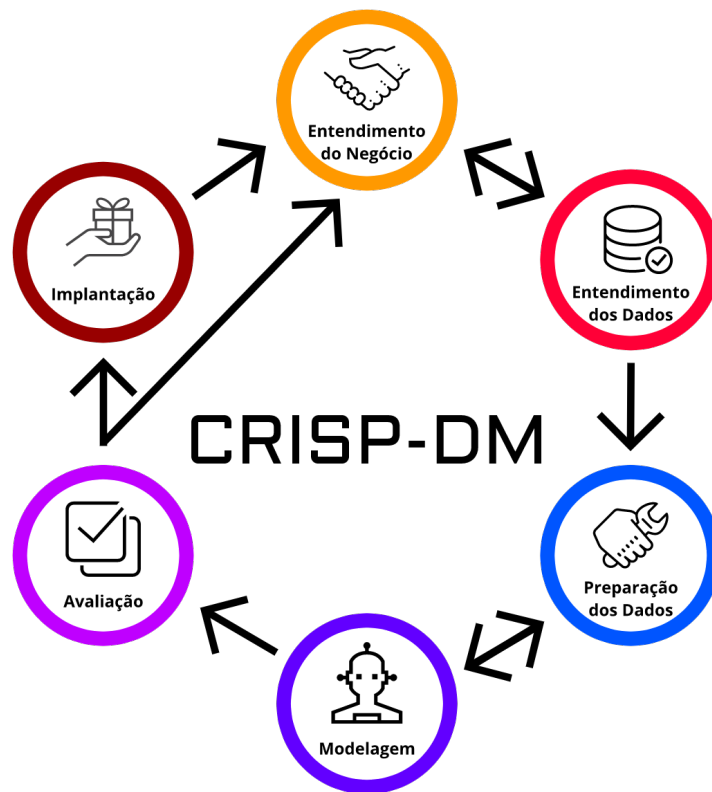 Entendimento
do Negócio
Implantação
Entendimento
dos Dados
CRISP-DM
Avaliação
Preparação
dos Dados
Modelagem